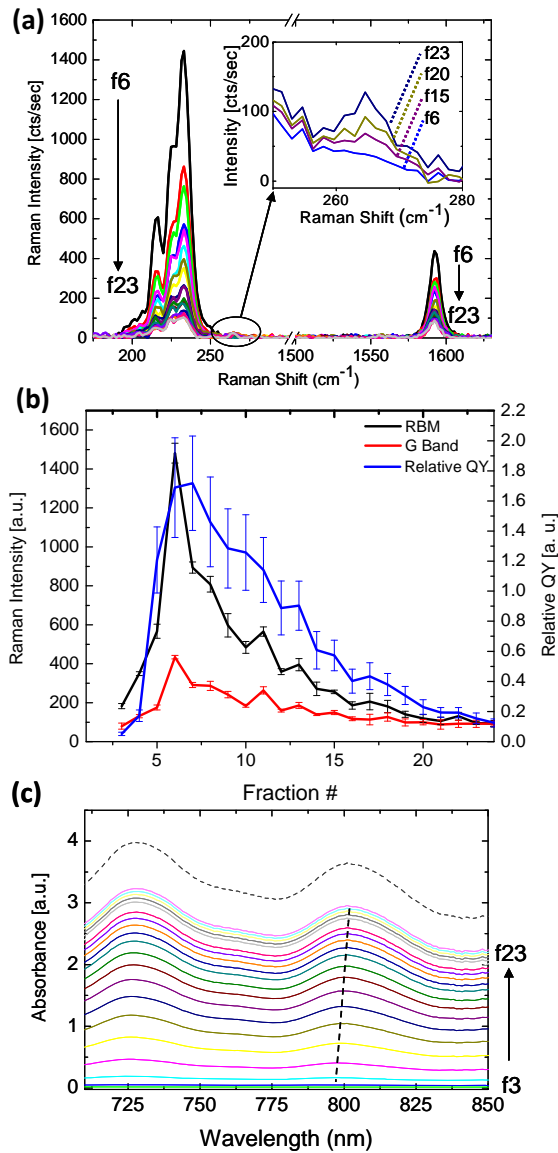 (a)
Raman Intensity [cts/sec]
1600
1400
1200
1000
800
600
400
200
0
f6
f23
200
250
1500
1550
1600
Raman Shift (cm-1)
f6
f23
Intensity [cts/sec]
200
100
0
260
270
280
Raman Shift (cm-1)
f23
f20
f15
f6
(b)
Raman Intensity [a.u.]
1600
1400
1200
1000
800
600
400
200
RBM
G Band
Relative QY
2.2
2.0
1.8
1.6
1.4
1.2
1.0
0.8
0.6
0.4
0.2
0.0
Relative QY [a. u.]
5
10
15
20
Fraction #
(c)
Absorbance [a.u.]
4
3
2
1
0
f23
f3
725
750
775
800
825
850
Wavelength (nm)